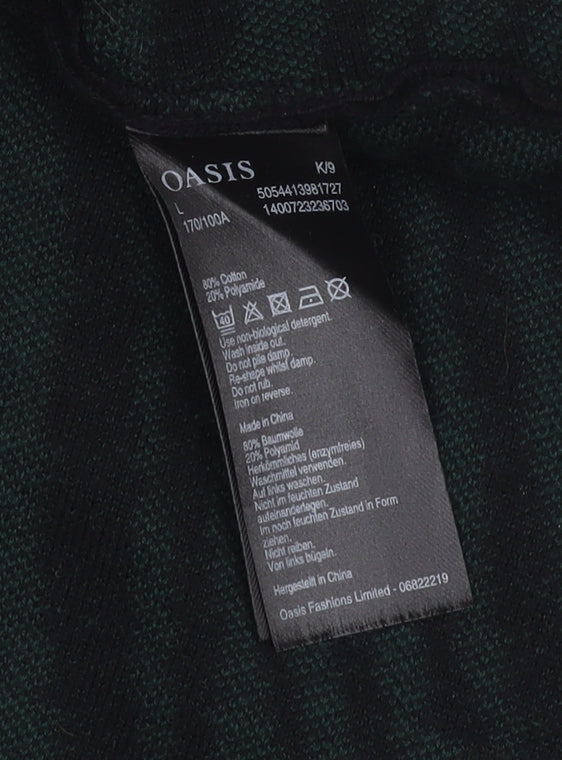 OASIS K/9
L 5054413981727
170/100A 1400723236703
80% Cotton
20% Polyamide
40
Use non-biological detergent.
Wash inside out.
Do not pile damp.
Re-shape whilst damp.
Do not rub.
Iron on reverse.
Made in China
80% Baumwolle
20% Polyamid
Herkömmliches (enzymfreies)
Waschmittel verwenden.
Auf links waschen.
Nicht im feuchten Zustand
aufeinanderlegen.
Im noch feuchten Zustand in Form
ziehen.
Nicht reiben.
Von links bügeln.
Hergestellt in China
Oasis Fashions Limited - 06822219